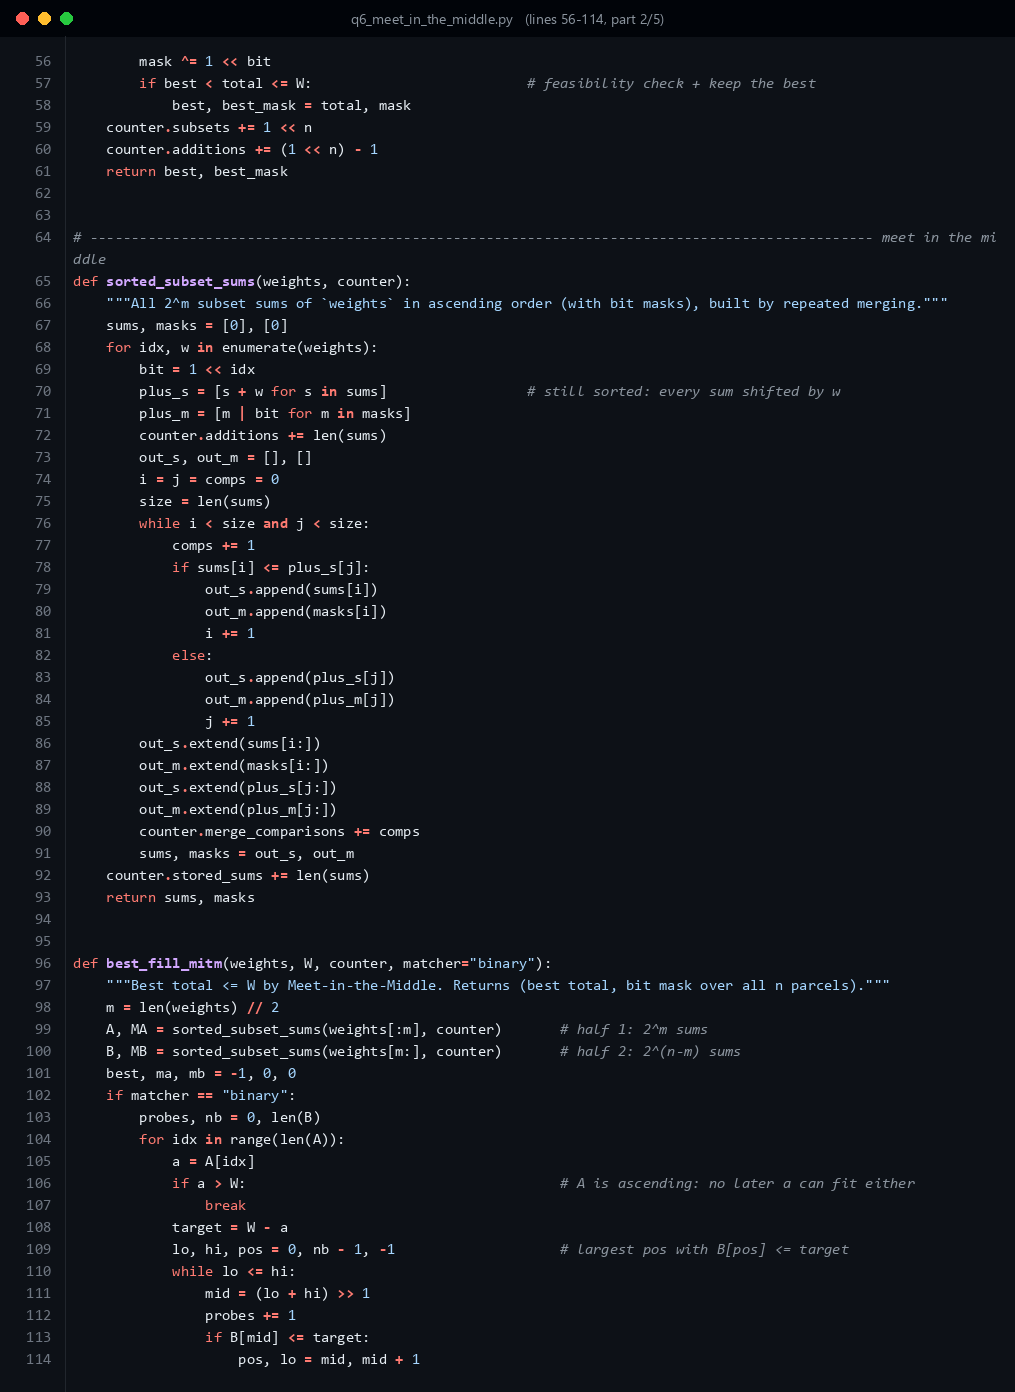 q6_meet_in_the_middle.py   (lines 56-114, part 2/5)
56        mask ^= 1 << bit
57        if best < total <= W:                          # feasibility check + keep the best
58            best, best_mask = total, mask
59    counter.subsets += 1 << n
60    counter.additions += (1 << n) - 1
61    return best, best_mask
62
63
64 # ----------------------------------------------------------------------------------------------- meet in the mi
ddle
65 def sorted_subset_sums(weights, counter):
66    """All 2^m subset sums of `weights` in ascending order (with bit masks), built by repeated merging."""
67    sums, masks = [0], [0]
68    for idx, w in enumerate(weights):
69        bit = 1 << idx
70        plus_s = [s + w for s in sums]                 # still sorted: every sum shifted by w
71        plus_m = [m | bit for m in masks]
72        counter.additions += len(sums)
73        out_s, out_m = [], []
74        i = j = comps = 0
75        size = len(sums)
76        while i < size and j < size:
77            comps += 1
78            if sums[i] <= plus_s[j]:
79                out_s.append(sums[i])
80                out_m.append(masks[i])
81                i += 1
82            else:
83                out_s.append(plus_s[j])
84                out_m.append(plus_m[j])
85                j += 1
86        out_s.extend(sums[i:])
87        out_m.extend(masks[i:])
88        out_s.extend(plus_s[j:])
89        out_m.extend(plus_m[j:])
90        counter.merge_comparisons += comps
91        sums, masks = out_s, out_m
92    counter.stored_sums += len(sums)
93    return sums, masks
94
95
96 def best_fill_mitm(weights, W, counter, matcher="binary"):
97    """Best total <= W by Meet-in-the-Middle. Returns (best total, bit mask over all n parcels)."""
98    m = len(weights) // 2
99    A, MA = sorted_subset_sums(weights[:m], counter)       # half 1: 2^m sums
100    B, MB = sorted_subset_sums(weights[m:], counter)       # half 2: 2^(n-m) sums
101    best, ma, mb = -1, 0, 0
102    if matcher == "binary":
103        probes, nb = 0, len(B)
104        for idx in range(len(A)):
105            a = A[idx]
106            if a > W:                                      # A is ascending: no later a can fit either
107                break
108            target = W - a
109            lo, hi, pos = 0, nb - 1, -1                    # largest pos with B[pos] <= target
110            while lo <= hi:
111                mid = (lo + hi) >> 1
112                probes += 1
113                if B[mid] <= target:
114                    pos, lo = mid, mid + 1